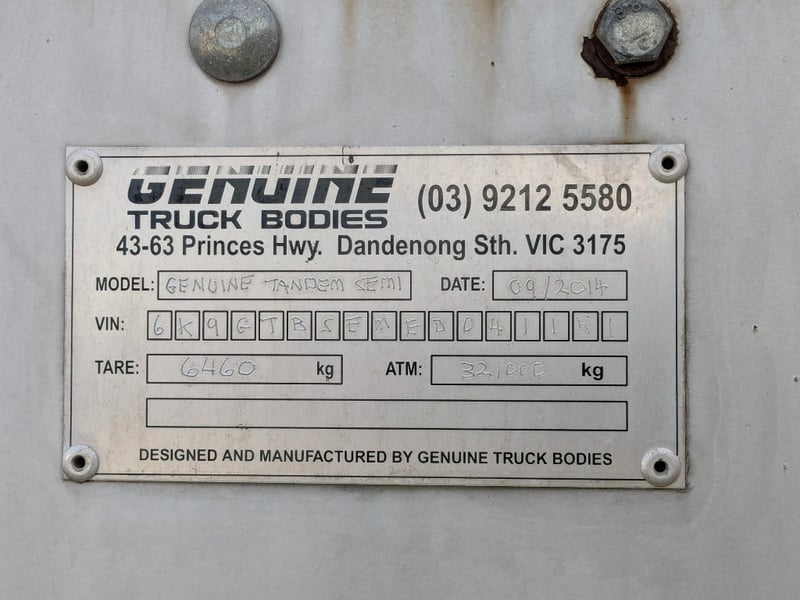 GENUINE
TRUCK BODIES
(03) 9212 5580
43-63 Princes Hwy. Dandenong Sth. VIC 3175
MODEL: GENUINE TANDEM SEMI DATE: 09/2014
VIN:
TARE: 6460 kg ATM: 32,000 kg
DESIGNED AND MANUFACTURED BY GENUINE TRUCK BODIES